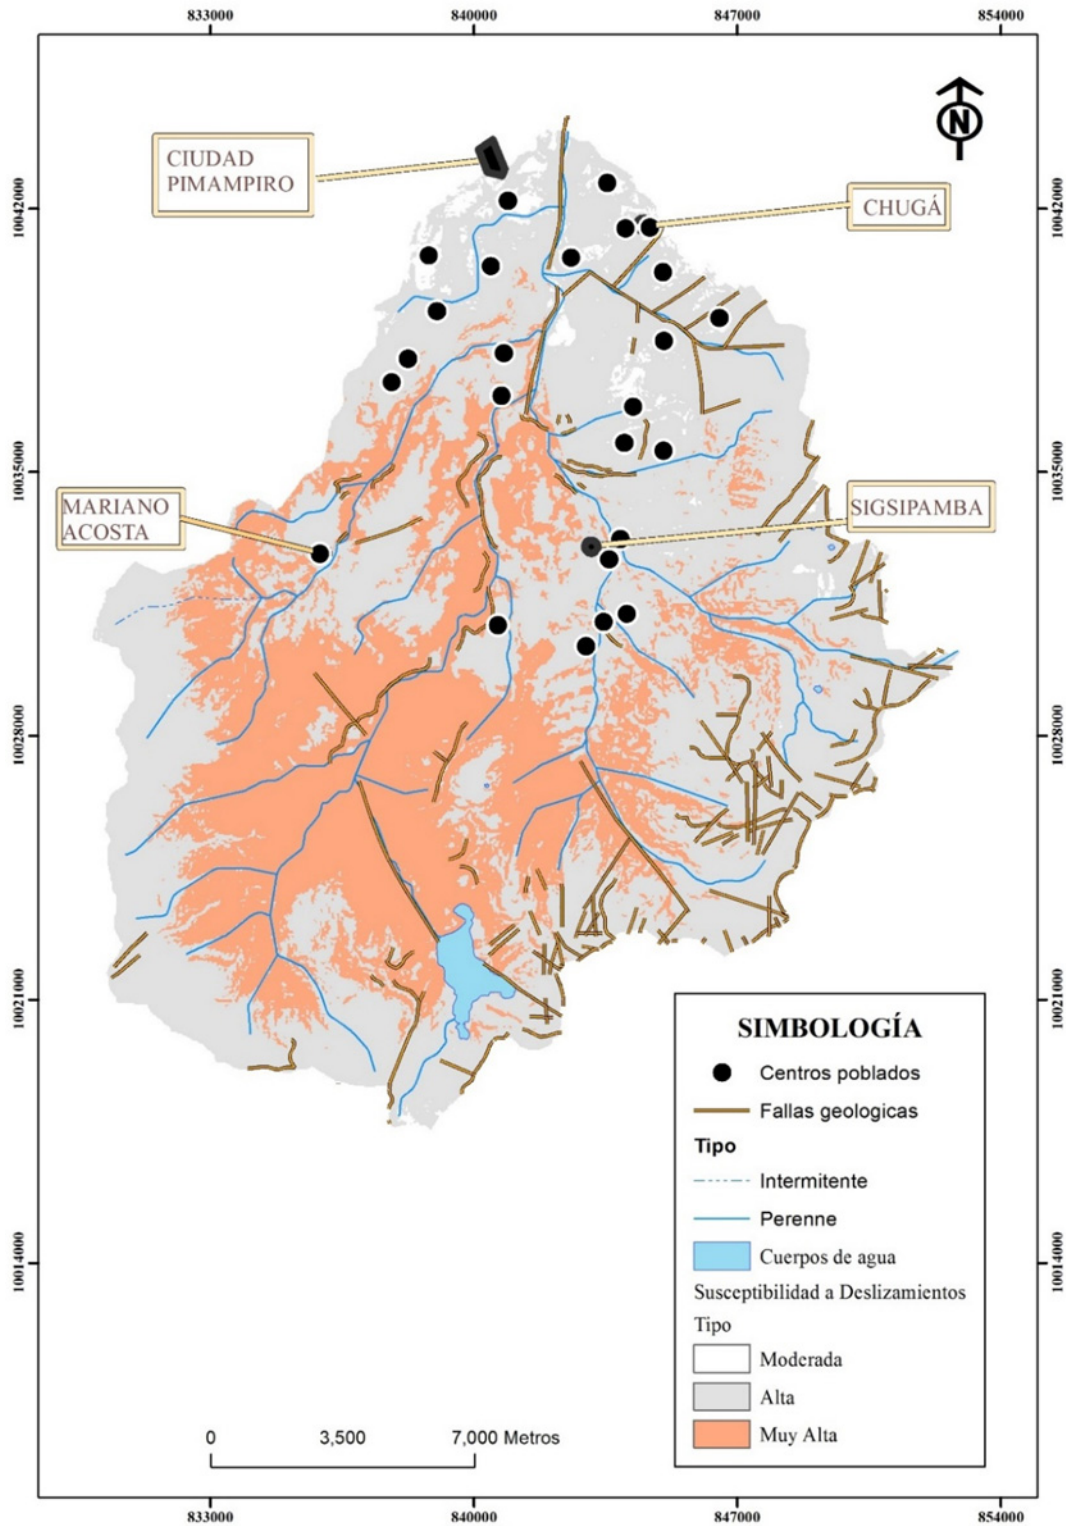 833000
840000
847000
854000
N
CIUDAD
PIMAMPIRO
CHUGÁ
10042000
10042000
10035000
10035000
MARIANO
ACOSTA
SIGSIPAMBA
10028000
10028000
10021000
10021000
SIMBOLOGÍA
Centros poblados
Fallas geologicas
Tipo
Intermitente
Perenne
Cuerpos de agua
Susceptibilidad a Deslizamientos
Tipo
Moderada
Alta
Muy Alta
10014000
10014000
0
3,500
7,000 Metros
833000
840000
847000
854000